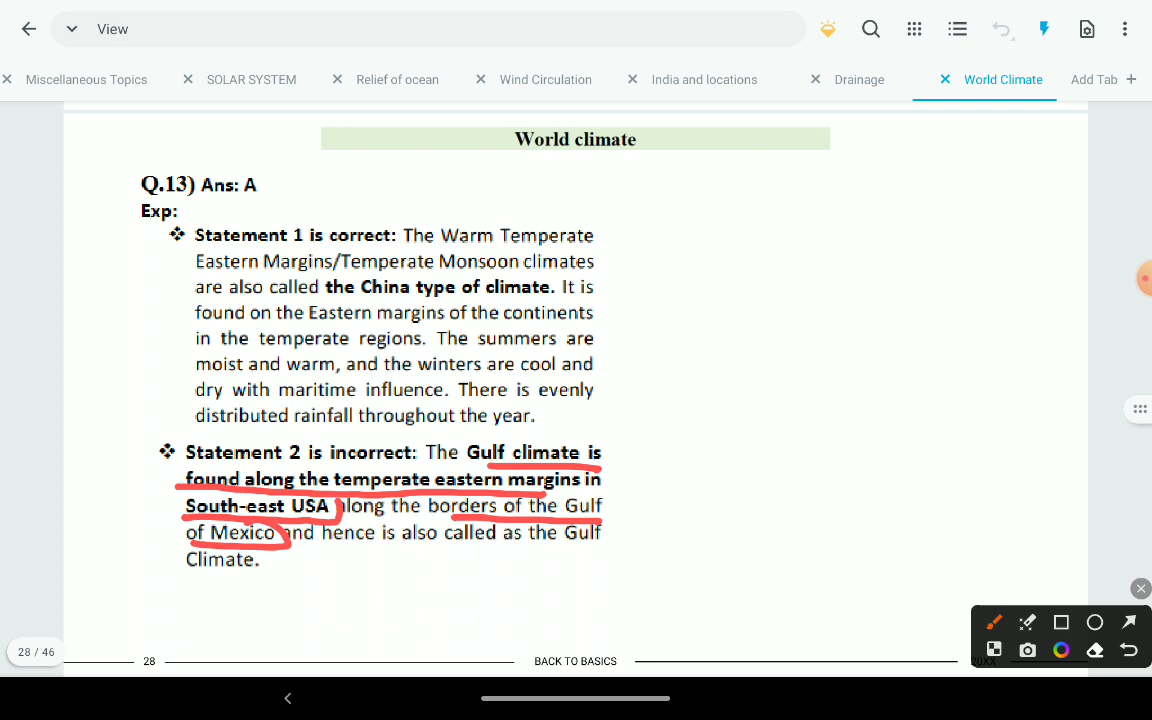 View
Miscellaneous Topics
SOLAR SYSTEM
Relief of ocean
Wind Circulation
India and locations
Drainage
World Climate
Add Tab +
World climate
Q.13) Ans: A
Exp:
❖ Statement 1 is correct: The Warm Temperate
Eastern Margins/Temperate Monsoon climates
are also called the China type of climate. It is
found on the Eastern margins of the continents
in the temperate regions. The summers are
moist and warm, and the winters are cool and
dry with maritime influence. There is evenly
distributed rainfall throughout the year.
❖ Statement 2 is incorrect: The Gulf climate is
found along the temperate eastern margins in
South-east USA along the borders of the Gulf
of Mexico and hence is also called as the Gulf
Climate.
28 / 46
28
BACK TO BASICS
20XX